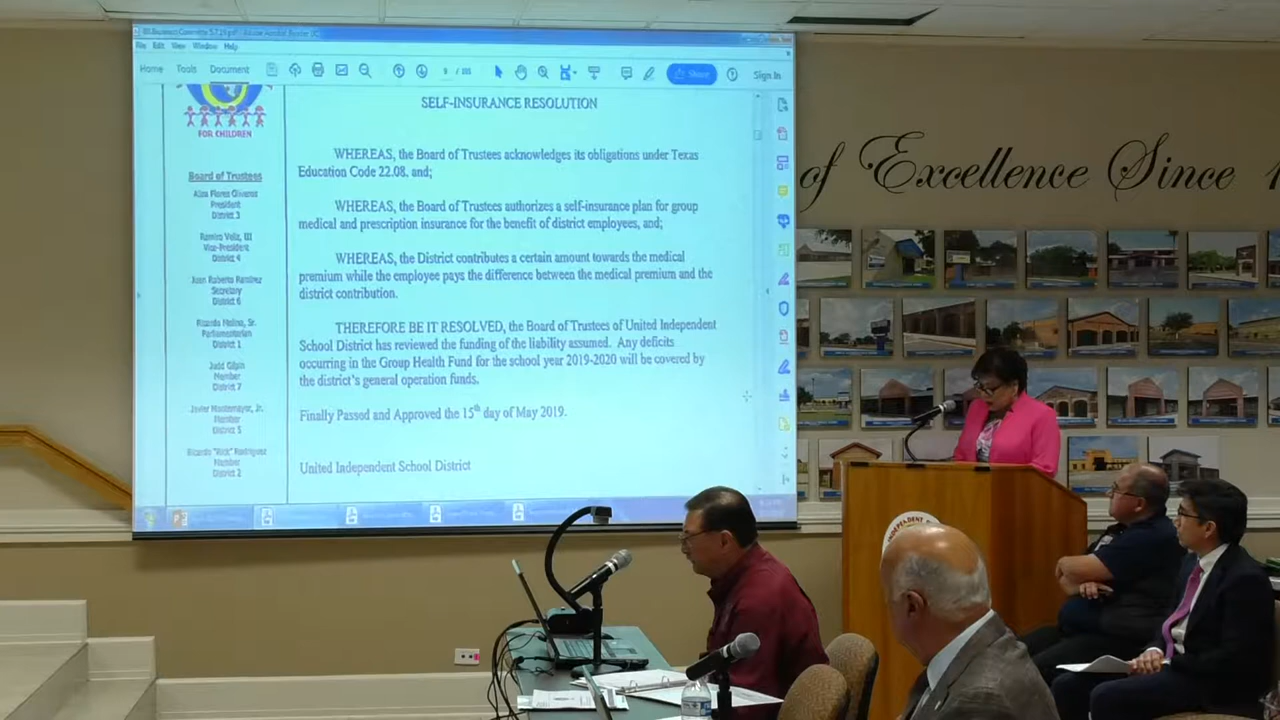 File Edit View Window Help
Home Tools Document
Share
Sign In
FOR CHILDREN
Board of Trustees
President
District 3
Vice-President
District 4
Secretary
District 6
Parliamentarian
District 1
Member
District 7
Member
District 5
Member
District 2
SELF-INSURANCE RESOLUTION
WHEREAS, the Board of Trustees acknowledges its obligations under Texas
Education Code 22.08, and;
WHEREAS, the Board of Trustees authorizes a self-insurance plan for group
medical and prescription insurance for the benefit of district employees, and;
WHEREAS, the District contributes a certain amount towards the medical
premium while the employee pays the difference between the medical premium and the
district contribution.
THEREFORE BE IT RESOLVED, the Board of Trustees of United Independent
School District has reviewed the funding of the liability assumed. Any deficits
occurring in the Group Health Fund for the school year 2019-2020 will be covered by
the district's general operation funds.
Finally Passed and Approved the 15th day of May 2019.
United Independent School District
of Excellence Since 1
INDEPENDENT